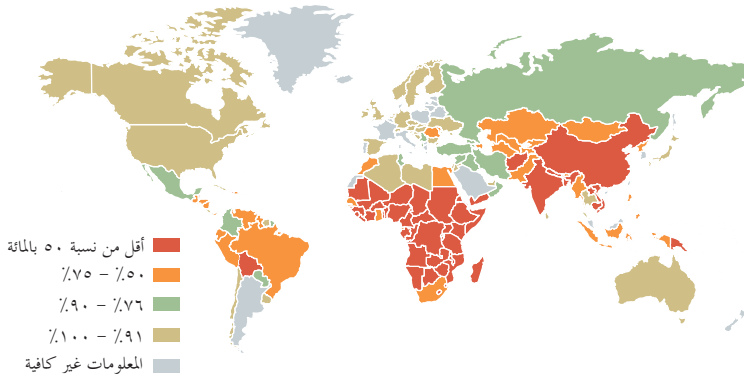 أقل من نسبة ٥٠ بالمائة
٥٠٪ – ٧٥٪
٧٦٪ – ٩٠٪
٩١٪ – ١٠٠٪
المعلومات غير كافية